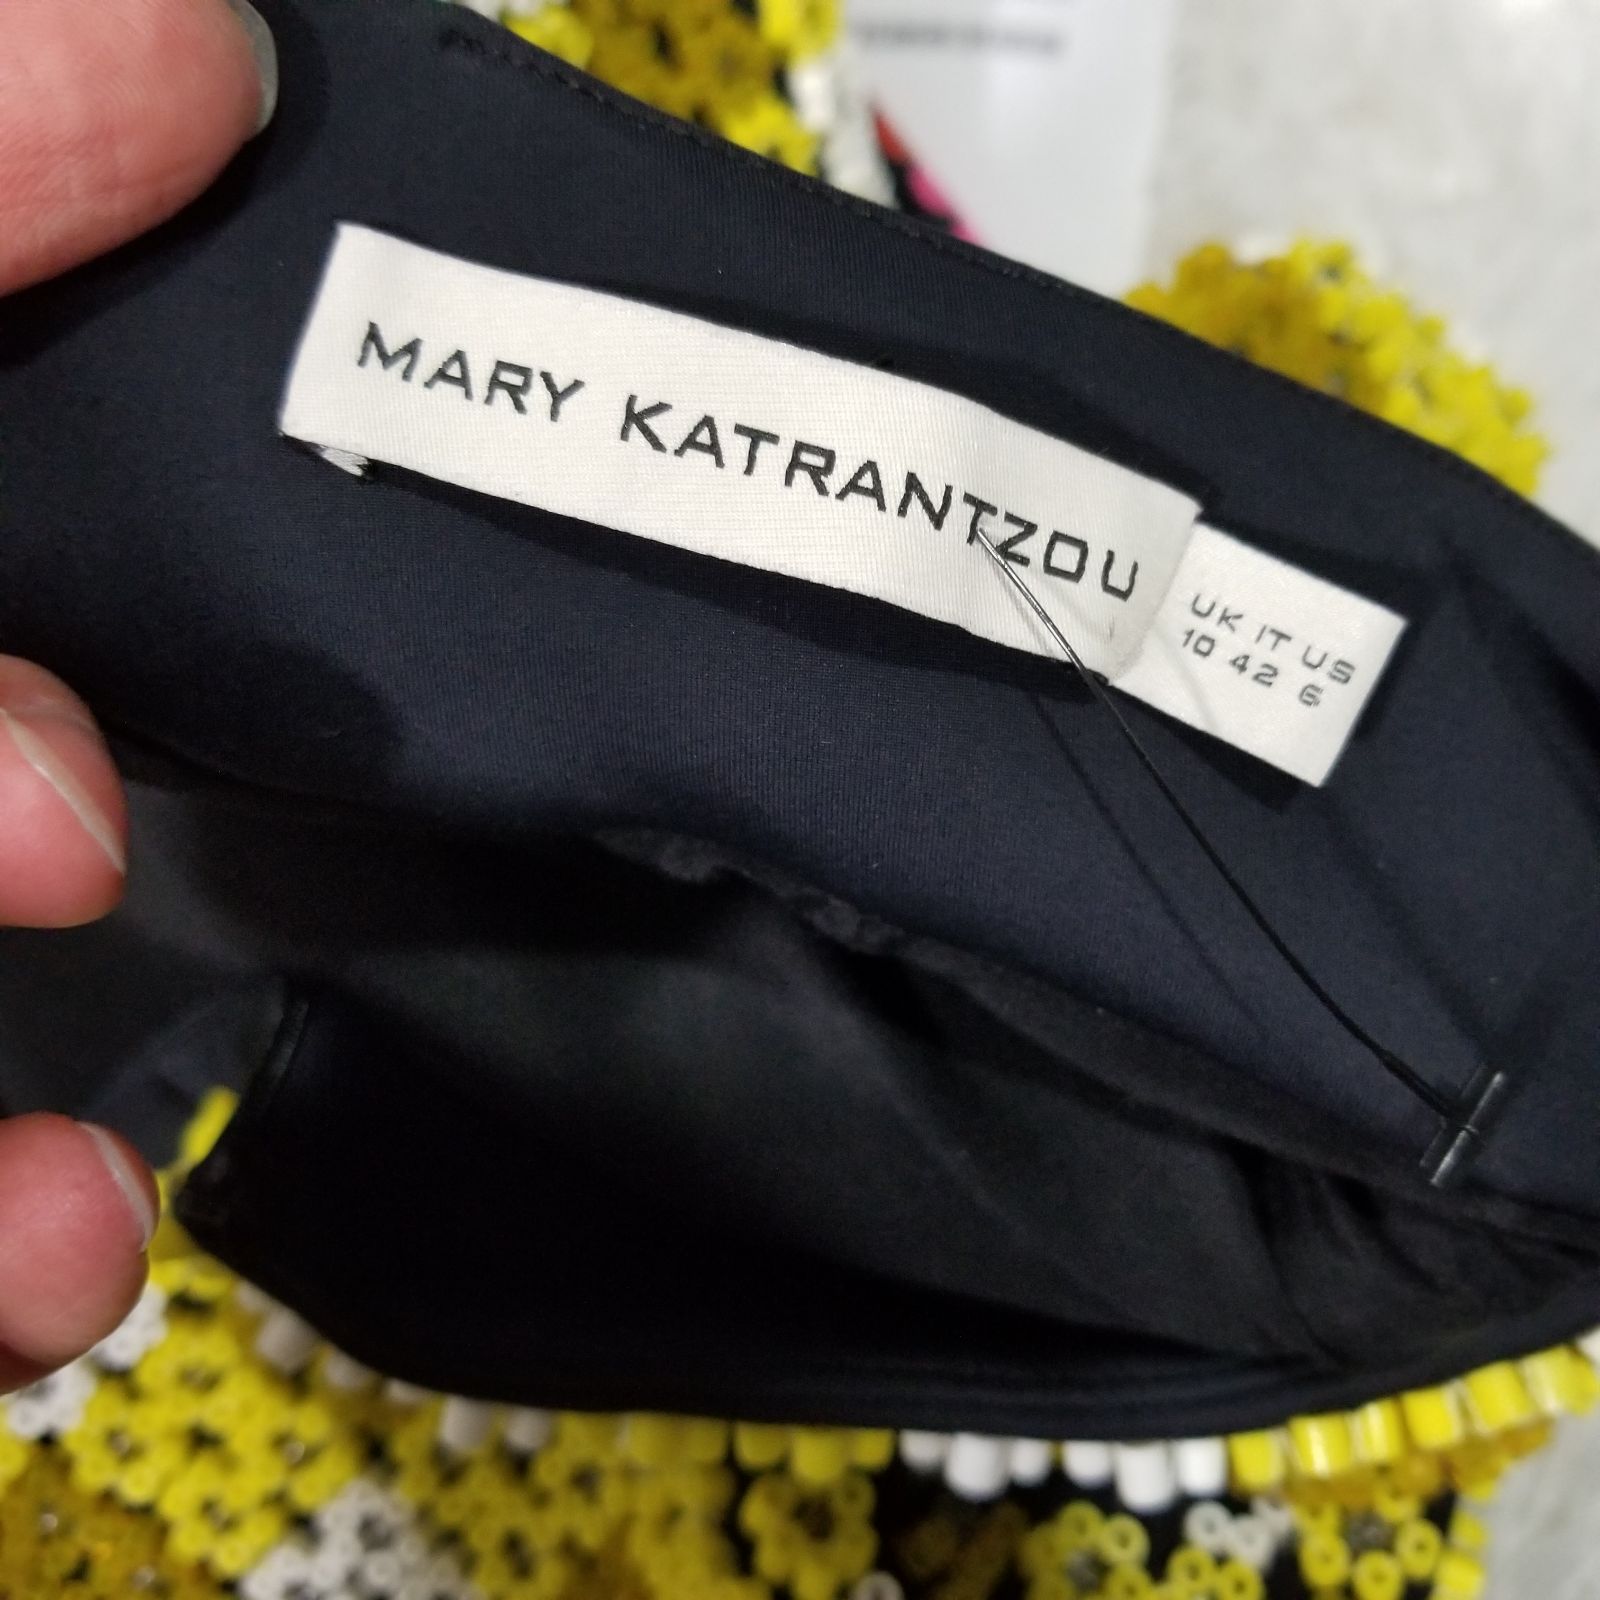 MARY KATRANTZOU
UK IT US
10 42 6